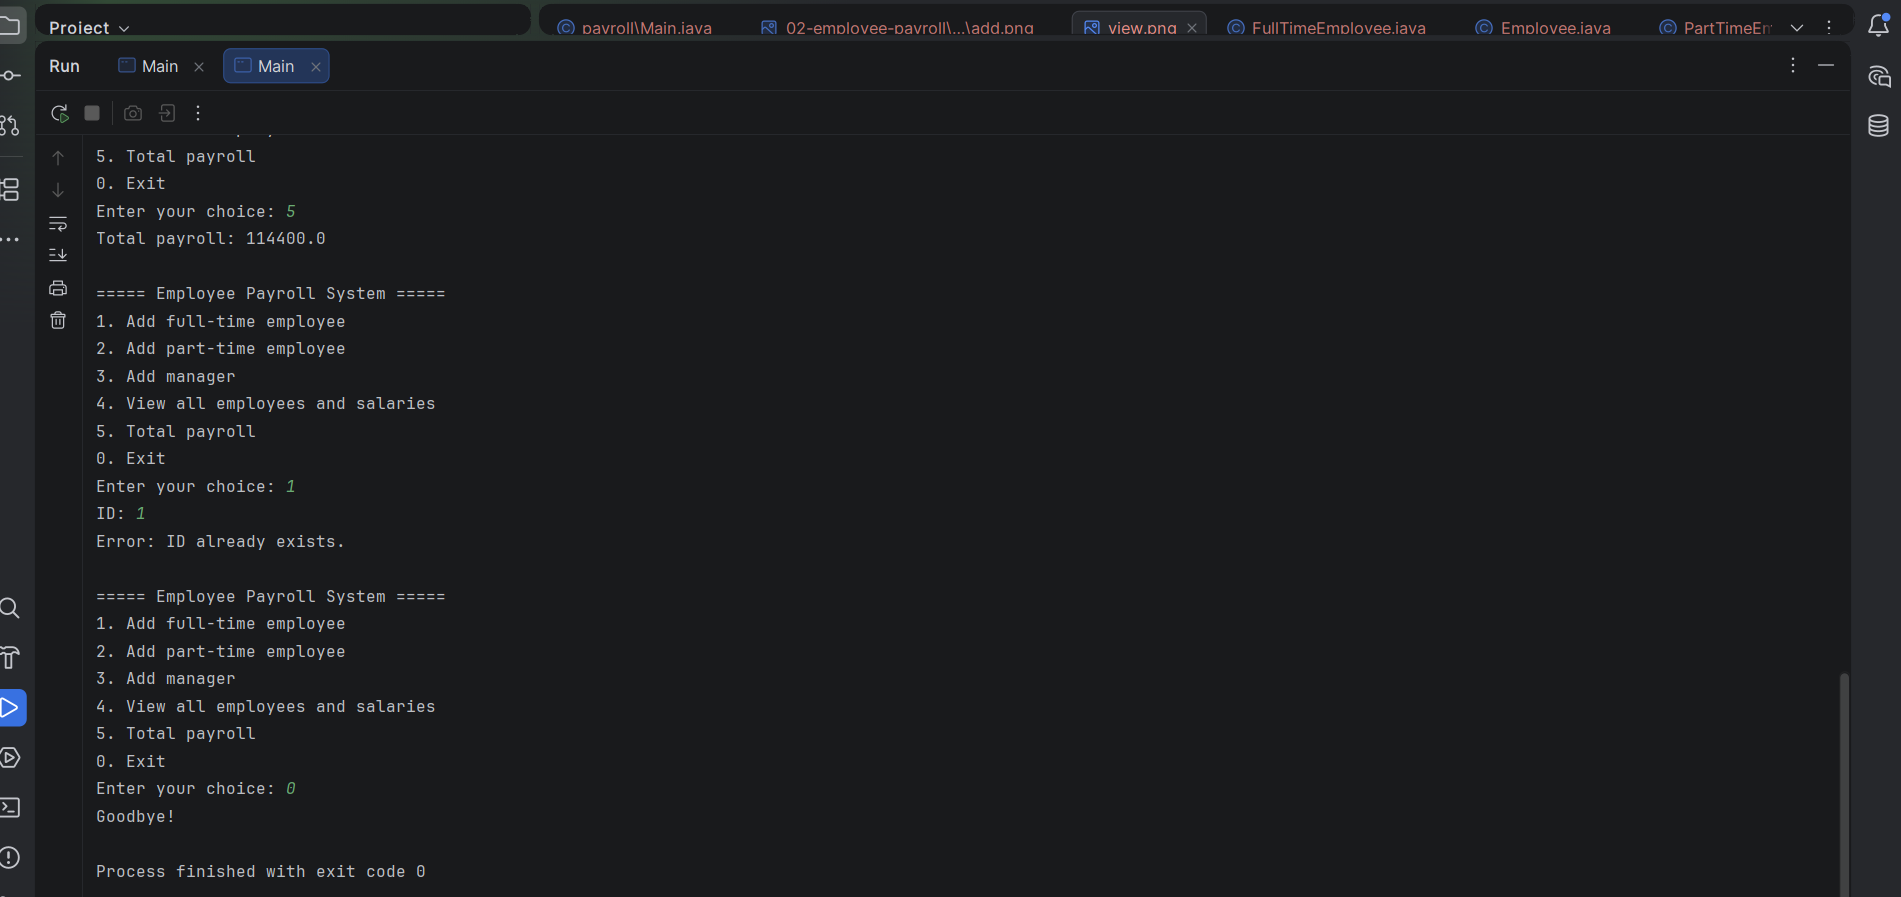 Project
payroll\Main.java 02-employee-payroll\...\add.png view.png FullTimeEmployee.java Employee.java
Run Main Main
5. Total payroll
0. Exit
Enter your choice: 5
Total payroll: 114400.0
===== Employee Payroll System =====
1. Add full-time employee
2. Add part-time employee
3. Add manager
4. View all employees and salaries
5. Total payroll
0. Exit
Enter your choice: 1
ID: 1
Error: ID already exists.
===== Employee Payroll System =====
1. Add full-time employee
2. Add part-time employee
3. Add manager
4. View all employees and salaries
5. Total payroll
0. Exit
Enter your choice: 0
Goodbye!
Process finished with exit code 0